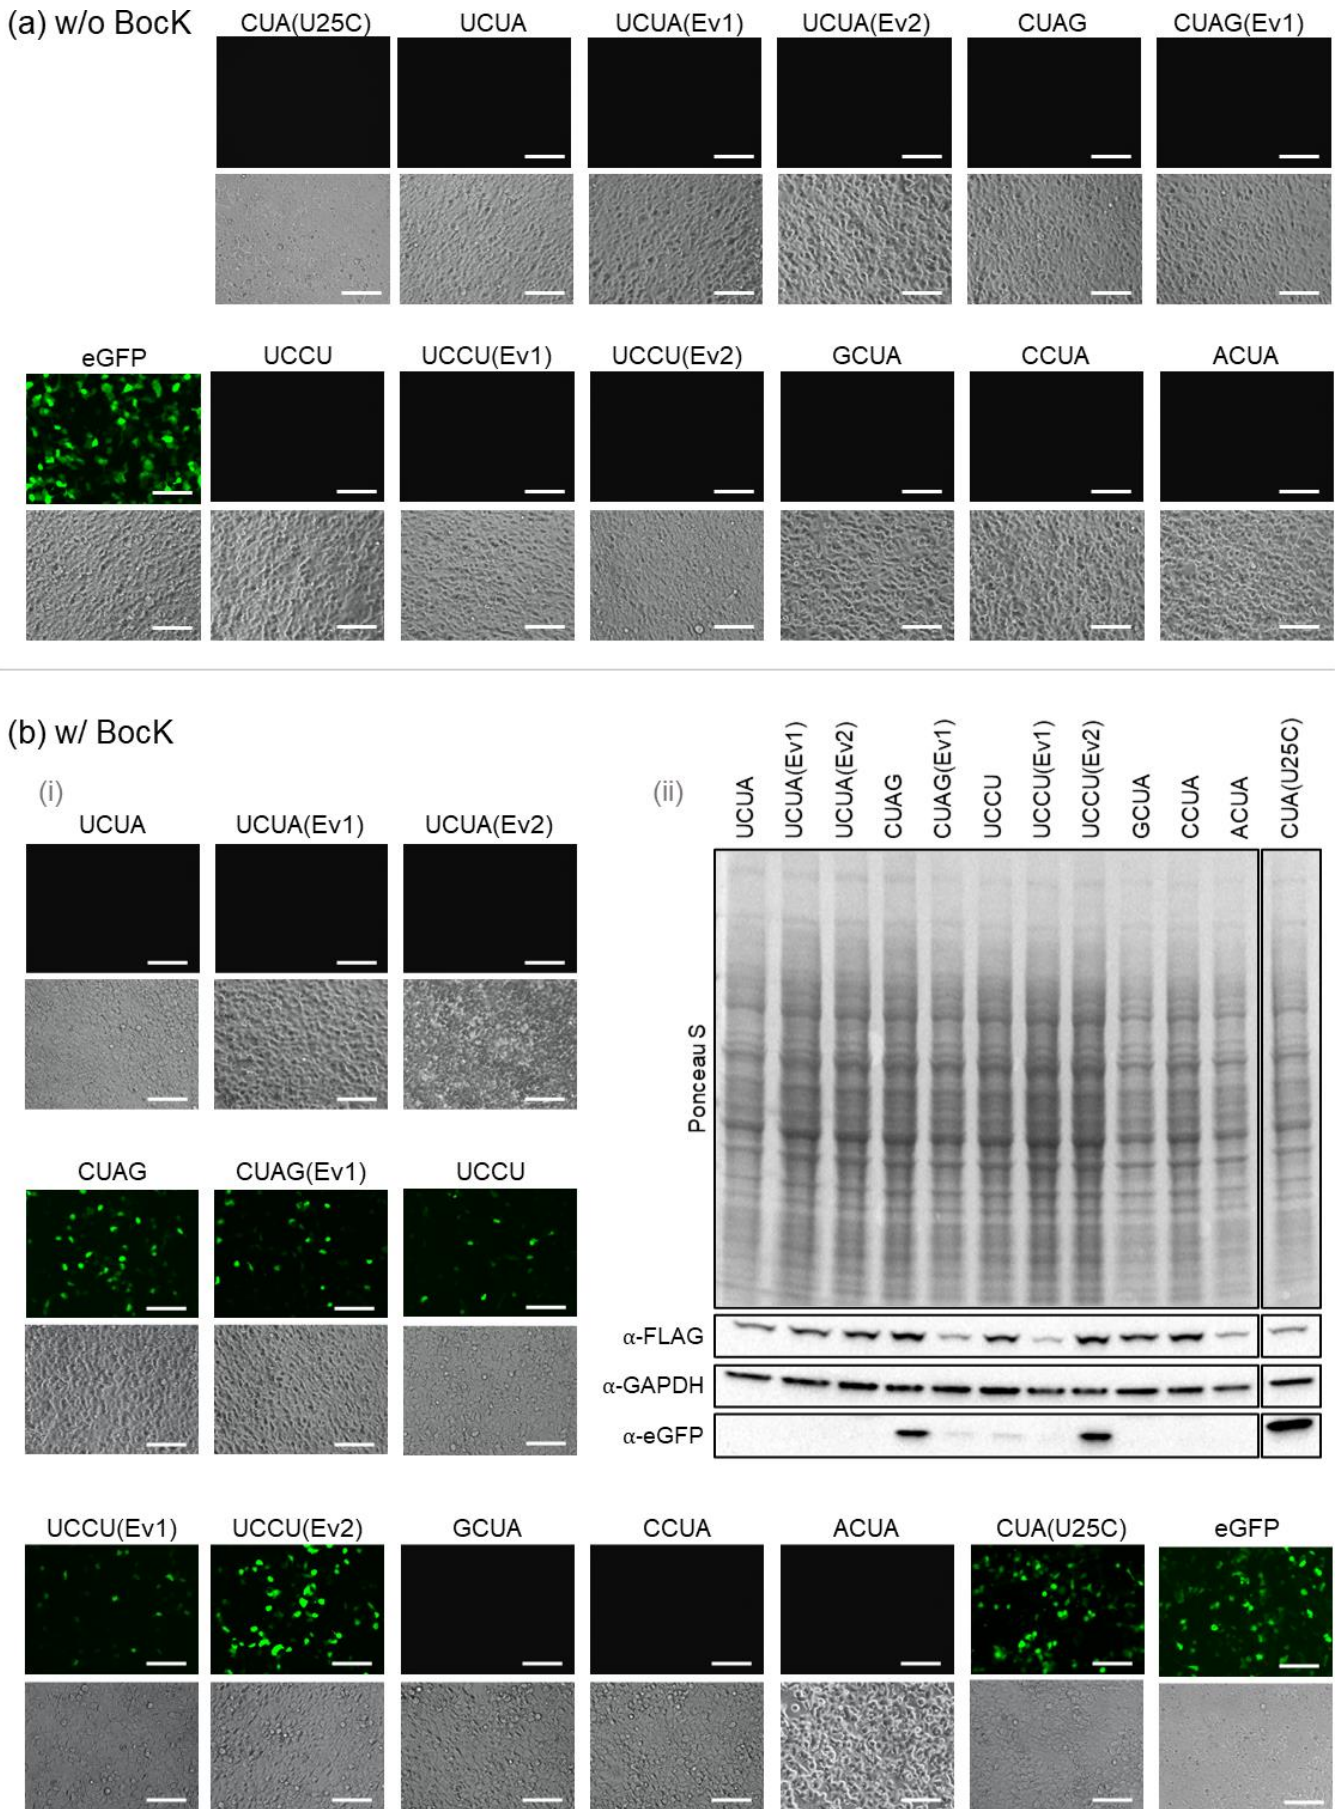 (a) w/o BocK
CUA(U25C) UCUA UCUA(Ev1) UCUA(Ev2) CUAG CUAG(Ev1)
eGFP UCCU UCCU(Ev1) UCCU(Ev2) GCUA CCUA ACUA
(b) w/ BocK
(i)
UCUA UCUA(Ev1) UCUA(Ev2)
CUAG CUAG(Ev1) UCCU
(ii)
UCUA
UCUA(Ev1)
UCUA(Ev2)
CUAG
CUAG(Ev1)
UCCU
UCCU(Ev1)
UCCU(Ev2)
GCUA
CCUA
ACUA
CUA(U25C)
Ponceau S
α-FLAG
α-GAPDH
α-eGFP
UCCU(Ev1) UCCU(Ev2) GCUA CCUA ACUA CUA(U25C) eGFP